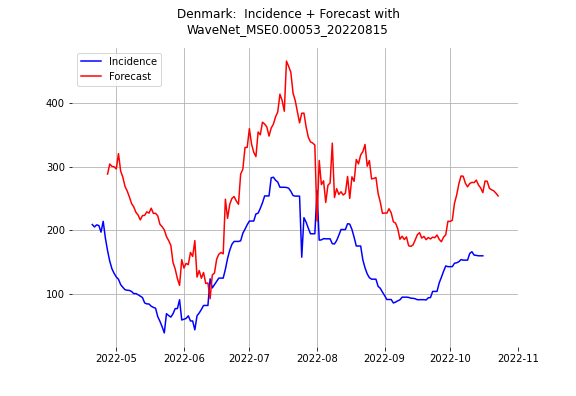 Denmark:  Incidence + Forecast with
WaveNet_MSE0.00053_20220815
Incidence
Forecast
400
300
200
100
2022-05
2022-06
2022-07
2022-08
2022-09
2022-10
2022-11